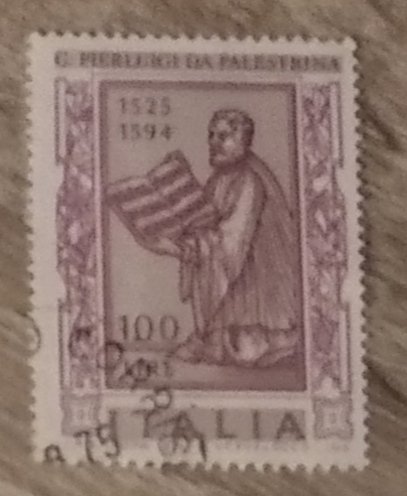 G. PIERLUIGI DA PALESTRINA
1525
1594
100
LIRE
ITALIA